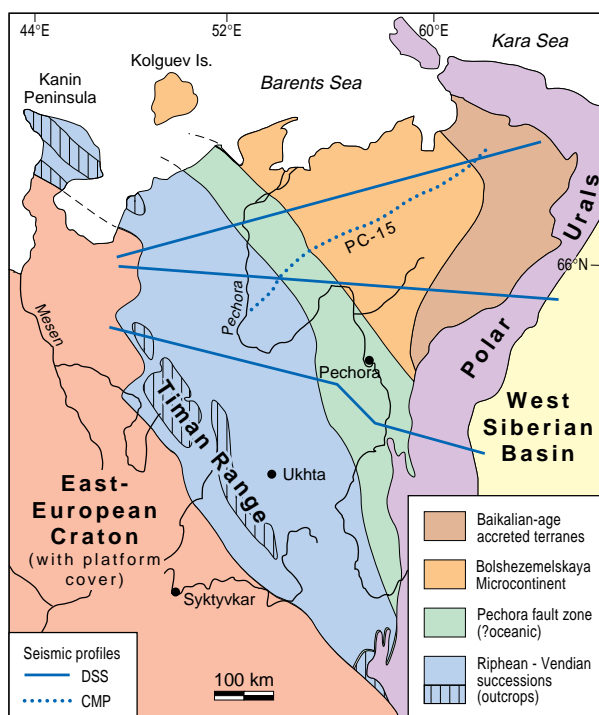 44°E
52°E
60°E
Kara Sea
Kolguev Is.
Barents Sea
Kanin
Peninsula
PC-15
Urals
66°N
Mesen
Pechora
Polar
Pechora
Timan Range
West
Siberian
Basin
Ukhta
East-
European
Craton
(with platform
cover)
Syktyvkar
Baikalian-age
accreted terranes
Bolshezemelskaya
Microcontinent
Pechora fault zone
(?oceanic)
Riphean - Vendian
successions
(outcrops)
Seismic profiles
DSS
CMP
100 km